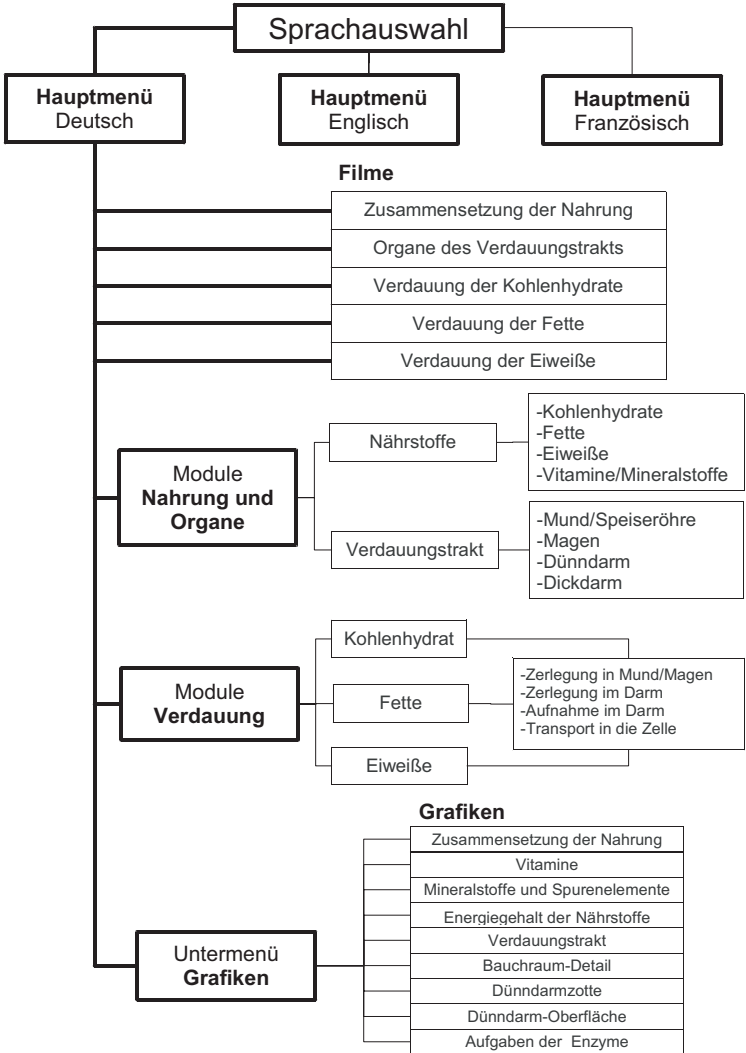 Sprachauswahl
Hauptmenü
Deutsch
Hauptmenü
Englisch
Hauptmenü
Französisch
Filme
Zusammensetzung der Nahrung
Organe des Verdauungstrakts
Verdauung der Kohlenhydrate
Verdauung der Fette
Verdauung der Eiweiße
Module
Nahrung und
Organe
Nährstoffe
-Kohlenhydrate
-Fette
-Eiweiße
-Vitamine/Mineralstoffe
Verdauungstrakt
-Mund/Speiseröhre
-Magen
-Dünndarm
-Dickdarm
Module
Verdauung
Kohlenhydrat
Fette
Eiweiße
-Zerlegung in Mund/Magen
-Zerlegung im Darm
-Aufnahme im Darm
-Transport in die Zelle
Untermenü
Grafiken
Grafiken
Zusammensetzung der Nahrung
Vitamine
Mineralstoffe und Spurenelemente
Energiegehalt der Nährstoffe
Verdauungstrakt
Bauchraum-Detail
Dünndarmzotte
Dünndarm-Oberfläche
Aufgaben der Enzyme